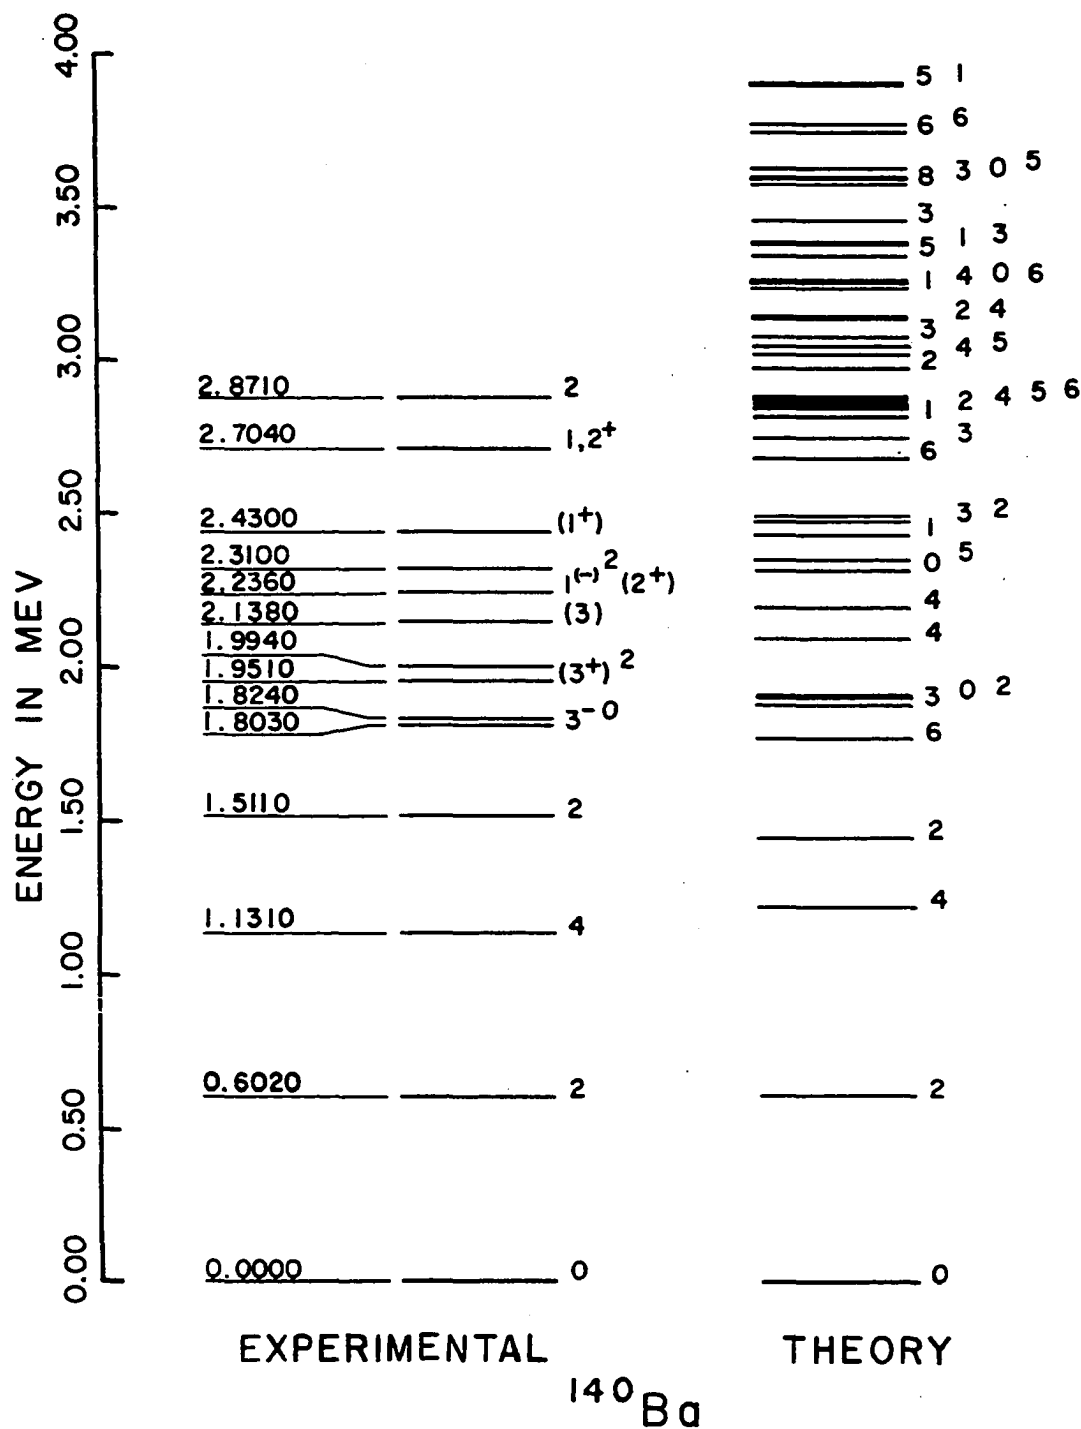 4.00
3.50
3.00
2.50
2.00
1.50
1.00
0.50
0.00
ENERGY IN MEV
2.8710 2
2.7040 1,2⁺
2.4300 (1⁺)
2.3100
2.2360 1⁽⁻⁾ 2 (2⁺)
2.1380 (3)
1.9940
1.9510 (3⁺) 2
1.8240
1.8030 3⁻ 0
1.5110 2
1.1310 4
0.6020 2
0.0000 0
5 1
6 6
8 3 0 5
3
5 1 3
1 4 0 6
3 2 4
2 4 5
1 2 4 5 6
6 3
1 3 2
0 5
4
4
3 0 2
6
2
4
2
0
EXPERIMENTAL THEORY
¹⁴⁰Ba